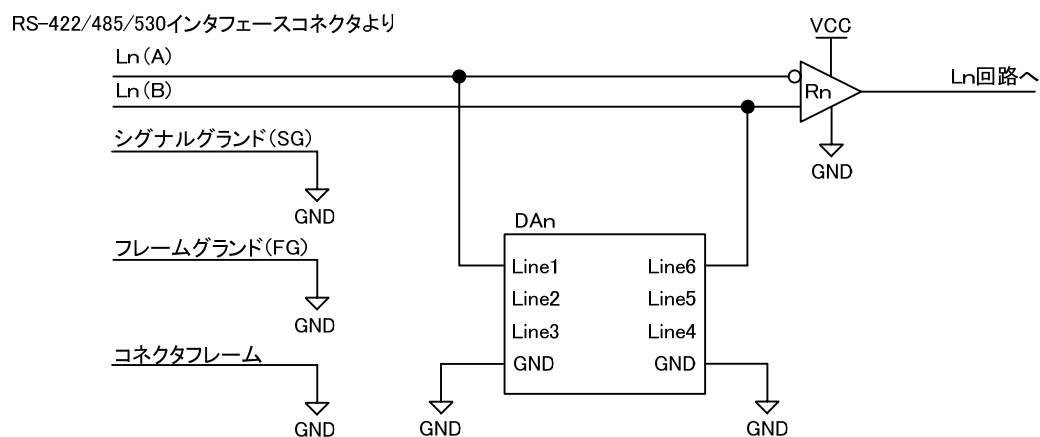 RS-422/485/530インタフェースコネクタより
VCC
Ln(A)
Ln(B)
Rn
Ln回路へ
GND
シグナルグランド(SG)
GND
フレームグランド(FG)
GND
コネクタフレーム
GND
DAn
Line1 Line6
Line2 Line5
Line3 Line4
GND GND
GND
GND